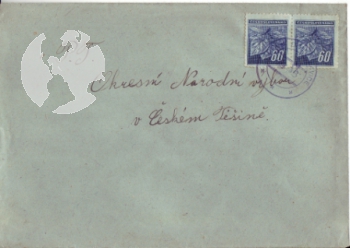 ČESKOSLOVENSKO ČESKOSLOVENSKO
60 60
Okresní Národní výbor
v Českém Těšíně